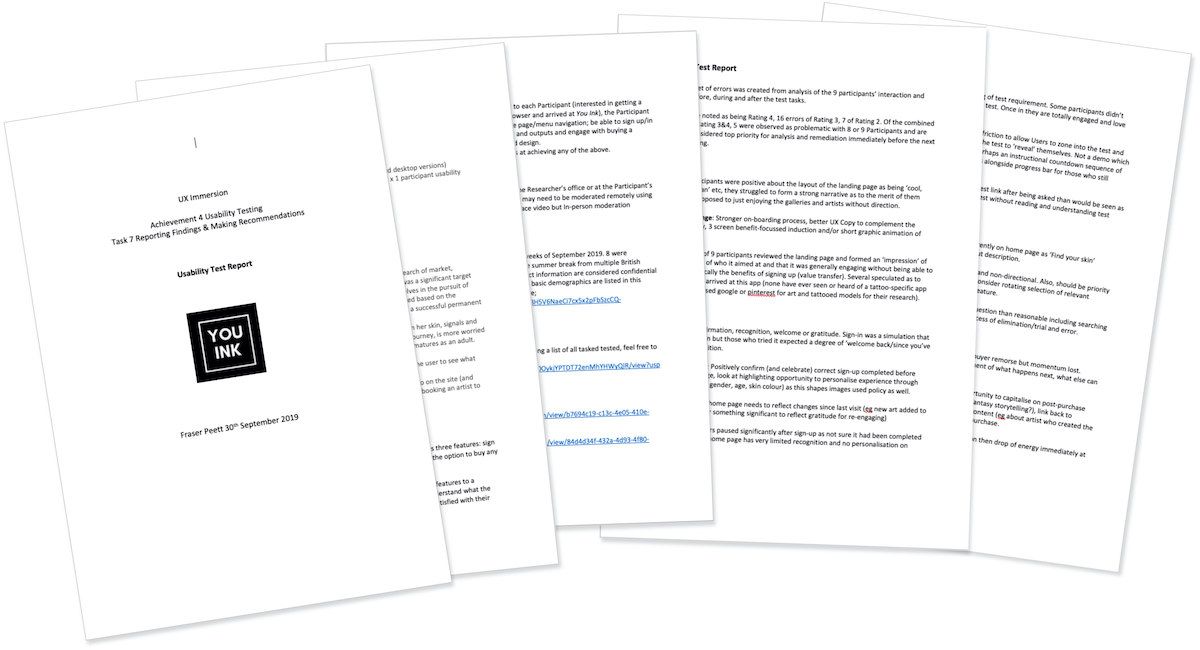 UX Immersion
Achievement 4 Usability Testing
Task 7 Reporting Findings & Making Recommendations
Usability Test Report
YOU
INK
Fraser Peett 30th September 2019
desktop versions)
x 1 participant usability
earch of market,
was a significant target
lves in the pursuit of
ed based on the
a successful permanent
her skin, signals and
journey, is more worried
natures as an adult.
user to see what
on the site (and
booking an artist to
s three features: sign
the option to buy any
features to a
erstand what the
tisfied with their
to each Participant (interested in getting a
owser and arrived at You Ink), the Participant
page/menu navigation; be able to sign up/in
and outputs and engage with buying a
design.
s at achieving any of the above.
he Researcher's office or at the Participant's
may need to be moderated remotely using
ace video but In-person moderation
weeks of September 2019. 8 were
e summer break from multiple British
ct information are considered confidential
basic demographics are listed in this
ng a list of all tasked tested, feel free to
/view/b7694c19-c13c-4e05-410e-
/view/84d4d34f-432a-4d93-4f80-
Test Report
et of errors was created from analysis of the 9 participants' interaction and
ore, during and after the test tasks.
noted as being Rating 4, 16 errors of Rating 3, 7 of Rating 2. Of the combined
ating 3&4, 5 were observed as problematic with 8 or 9 Participants and are
nsidered top priority for analysis and remediation immediately before the next
ng.
cipants were positive about the layout of the landing page as being 'cool,
an' etc, they struggled to form a strong narrative as to the merit of them
pposed to just enjoying the galleries and artists without direction.
nge: Stronger on-boarding process, better UX Copy to complement the
, 3 screen benefit-focussed induction and/or short graphic animation of
of 9 participants reviewed the landing page and formed an 'impression' of
of who it aimed at and that it was generally engaging without being able to
cally the benefits of signing up (value transfer). Several speculated as to
arrived at this app (none have ever seen or heard of a tattoo-specific app
sed google or pinterest for art and tattooed models for their research).
rmation, recognition, welcome or gratitude. Sign-in was a simulation that
n but those who tried it expected a degree of 'welcome back/since you've
ition.
Positively confirm (and celebrate) correct sign-up completed before
e, look at highlighting opportunity to personalise experience through
gender, age, skin colour) as this shapes images used policy as well.
home page needs to reflect changes since last visit (eg new art added to
r something significant to reflect gratitude for re-engaging)
rs paused significantly after sign-up as not sure it had been completed
ome page has very limited recognition and no personalisation on
of test requirement. Some participants didn't
test. Once in they are totally engaged and love
friction to allow Users to zone into the test and
the test to 'reveal' themselves. Not a demo which
rhaps an instructional countdown sequence of
alongside progress bar for those who still
est link after being asked than would be seen as
est without reading and understanding test
ently on home page as 'Find your skin'
ut description.
and non-directional. Also, should be priority
onsider rotating selection of relevant
ature.
uestion than reasonable including searching
cess of elimination/trial and error.
uyer remorse but momentum lost.
ent of what happens next, what else can
rtunity to capitalise on post-purchase
antasy storytelling?), link back to
ontent (eg about artist who created the
urchase.
n then drop of energy immediately at